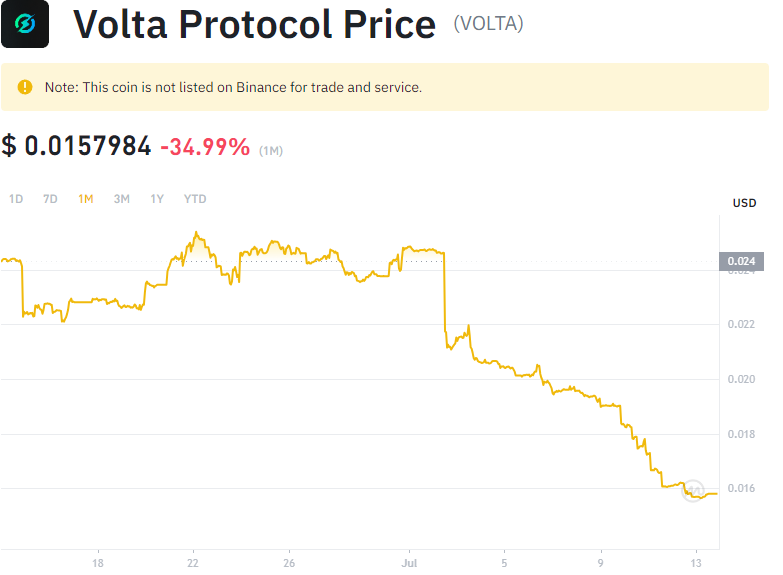 Volta Protocol Price (VOLTA)
Note: This coin is not listed on Binance for trade and service.
$ 0.0157984 -34.99% (1M)
1D 7D 1M 3M 1Y YTD
USD
0.024
0.024
0.022
0.020
0.018
0.016
18 22 26 Jul 5 9 13